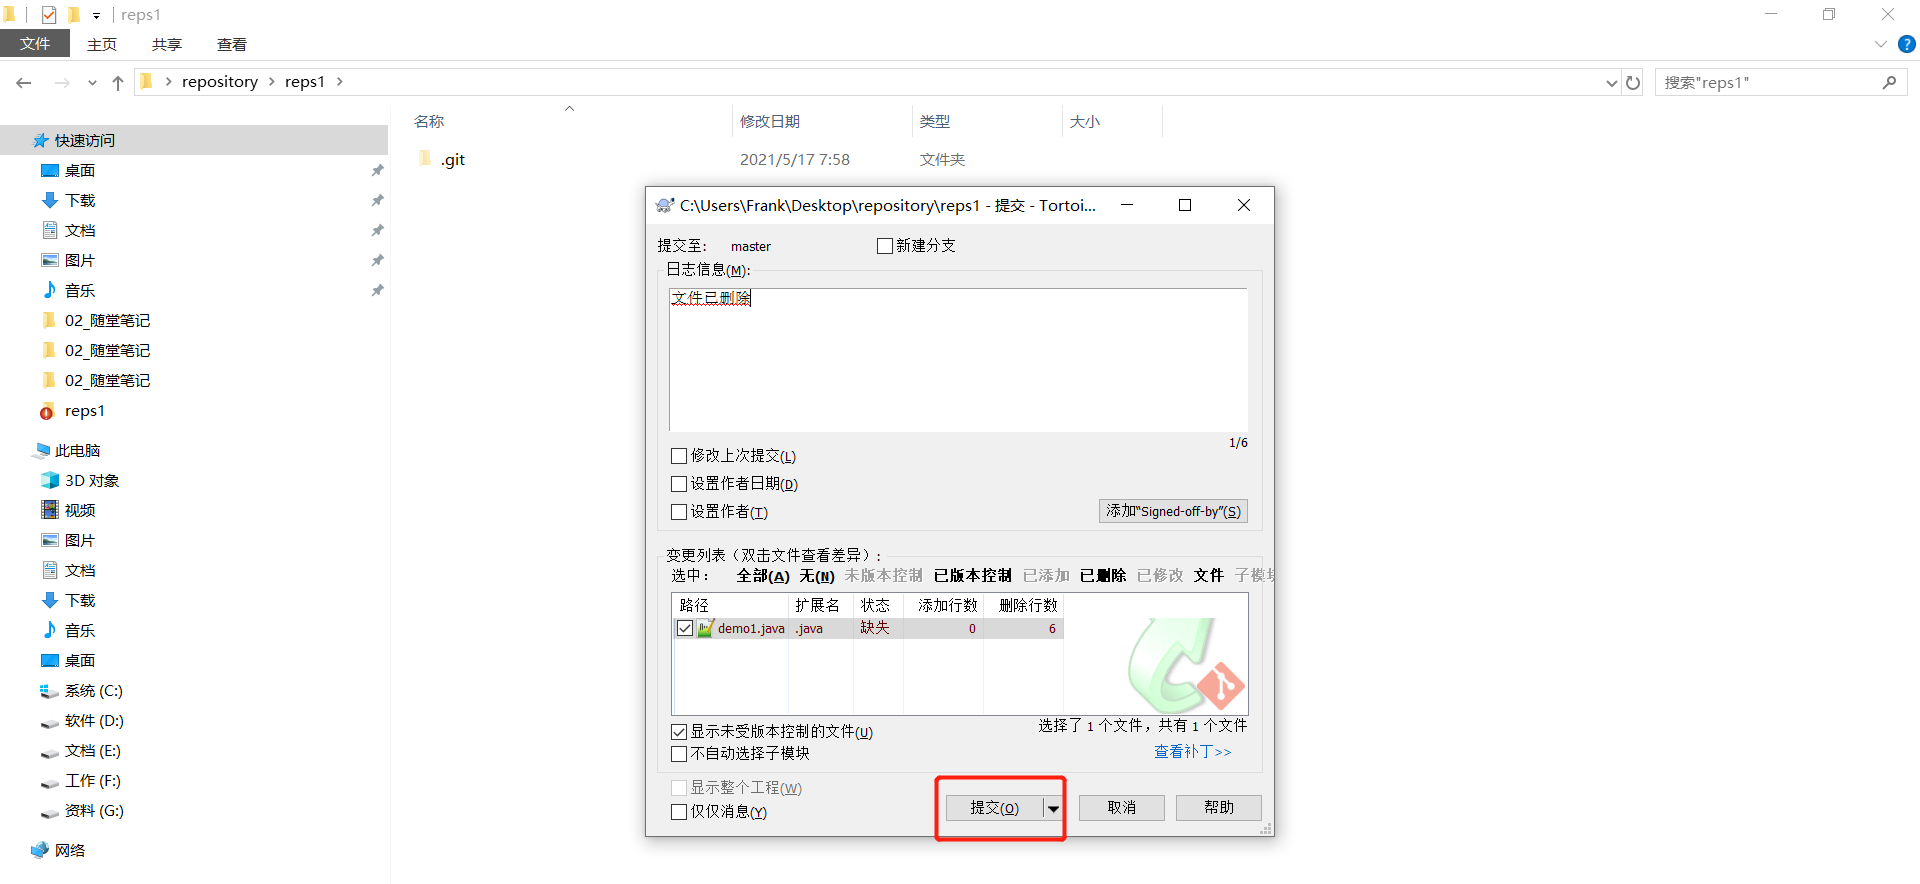 reps1
文件 主页 共享 查看
repository reps1 搜索"reps1"
名称 修改日期 类型 大小
.git 2021/5/17 7:58 文件夹
快速访问
桌面
下载
文档
图片
音乐
02_随堂笔记
02_随堂笔记
02_随堂笔记
reps1
此电脑
3D 对象
视频
图片
文档
下载
音乐
桌面
系统 (C:)
软件 (D:)
文档 (E:)
工作 (F:)
资料 (G:)
网络
C:\Users\Frank\Desktop\repository\reps1 - 提交 - Tortoi...
提交至: master 新建分支
日志信息(M):
文件已删除
1/6
修改上次提交(L)
设置作者日期(D)
设置作者(T) 添加“Signed-off-by”(S)
变更列表（双击文件查看差异）:
选中: 全部(A) 无(N) 未版本控制 已版本控制 已添加 已删除 已修改 文件 子模块
路径 扩展名 状态 添加行数 删除行数
demo1.java .java 缺失 0 6
选择了 1 个文件，共有 1 个文件
显示未受版本控制的文件(U)
不自动选择子模块 查看补丁>>
显示整个工程(W)
仅仅消息(Y) 提交(O) 取消 帮助